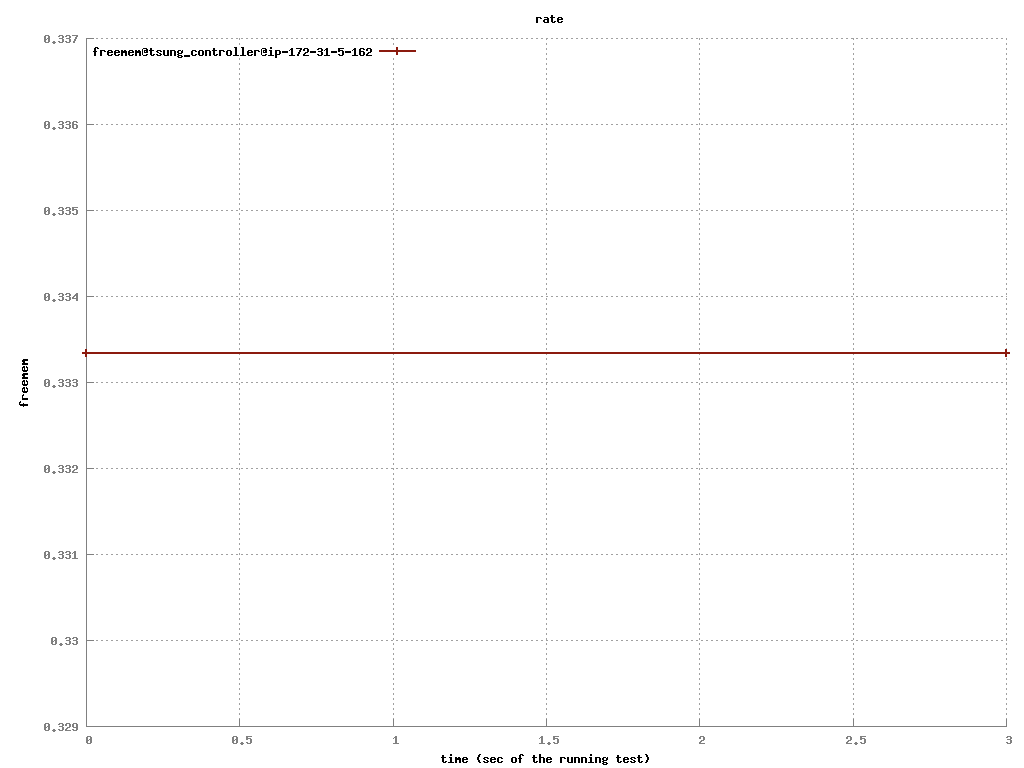 rate
freemem@tsung_controller@ip-172-31-5-162
0.337
0.336
0.335
0.334
0.333
0.332
0.331
0.33
0.329
freemem
0 0.5 1 1.5 2 2.5 3
time (sec of the running test)